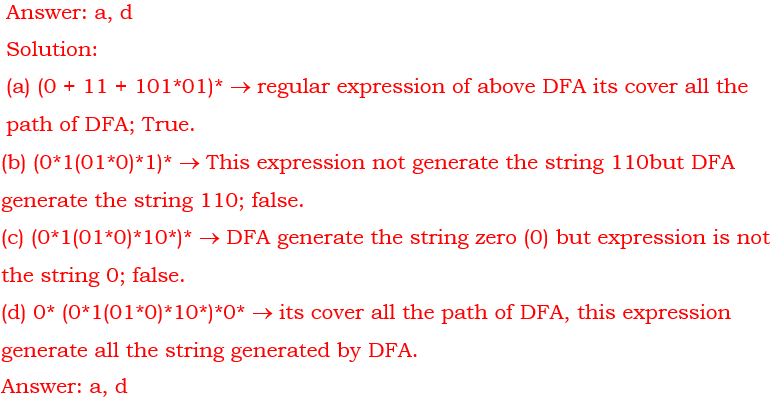 Answer: a, d
Solution:
(a) (0 + 11 + 101*01)* → regular expression of above DFA its cover all the
path of DFA; True.
(b) (0*1(01*0)*1)* → This expression not generate the string 110but DFA
generate the string 110; false.
(c) (0*1(01*0)*10*)* → DFA generate the string zero (0) but expression is not
the string 0; false.
(d) 0* (0*1(01*0)*10*)*0* → its cover all the path of DFA, this expression
generate all the string generated by DFA.
Answer: a, d